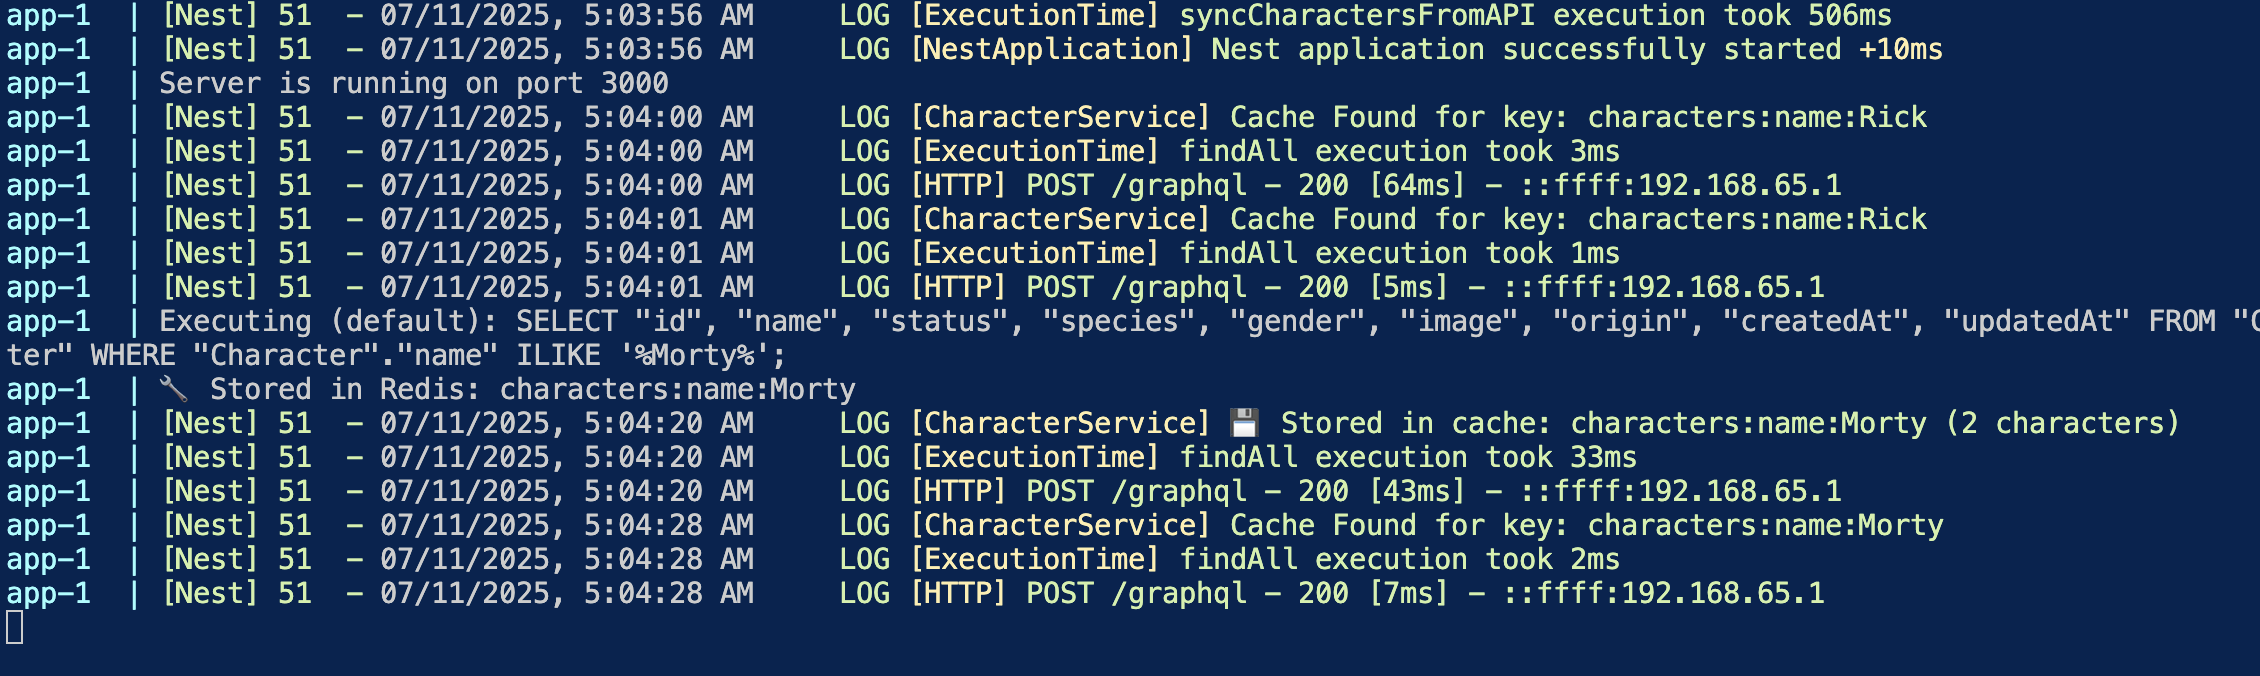 app-1  | [Nest] 51  - 07/11/2025, 5:03:56 AM     LOG [ExecutionTime] syncCharactersFromAPI execution took 506ms
app-1  | [Nest] 51  - 07/11/2025, 5:03:56 AM     LOG [NestApplication] Nest application successfully started +10ms
app-1  | Server is running on port 3000
app-1  | [Nest] 51  - 07/11/2025, 5:04:00 AM     LOG [CharacterService] Cache Found for key: characters:name:Rick
app-1  | [Nest] 51  - 07/11/2025, 5:04:00 AM     LOG [ExecutionTime] findAll execution took 3ms
app-1  | [Nest] 51  - 07/11/2025, 5:04:00 AM     LOG [HTTP] POST /graphql - 200 [64ms] - ::ffff:192.168.65.1
app-1  | [Nest] 51  - 07/11/2025, 5:04:01 AM     LOG [CharacterService] Cache Found for key: characters:name:Rick
app-1  | [Nest] 51  - 07/11/2025, 5:04:01 AM     LOG [ExecutionTime] findAll execution took 1ms
app-1  | [Nest] 51  - 07/11/2025, 5:04:01 AM     LOG [HTTP] POST /graphql - 200 [5ms] - ::ffff:192.168.65.1
app-1  | Executing (default): SELECT "id", "name", "status", "species", "gender", "image", "origin", "createdAt", "updatedAt" FROM
ter" WHERE "Character"."name" ILIKE '%Morty%';
app-1  | 🔧 Stored in Redis: characters:name:Morty
app-1  | [Nest] 51  - 07/11/2025, 5:04:20 AM     LOG [CharacterService] 💾 Stored in cache: characters:name:Morty (2 characters)
app-1  | [Nest] 51  - 07/11/2025, 5:04:20 AM     LOG [ExecutionTime] findAll execution took 33ms
app-1  | [Nest] 51  - 07/11/2025, 5:04:20 AM     LOG [HTTP] POST /graphql - 200 [43ms] - ::ffff:192.168.65.1
app-1  | [Nest] 51  - 07/11/2025, 5:04:28 AM     LOG [CharacterService] Cache Found for key: characters:name:Morty
app-1  | [Nest] 51  - 07/11/2025, 5:04:28 AM     LOG [ExecutionTime] findAll execution took 2ms
app-1  | [Nest] 51  - 07/11/2025, 5:04:28 AM     LOG [HTTP] POST /graphql - 200 [7ms] - ::ffff:192.168.65.1